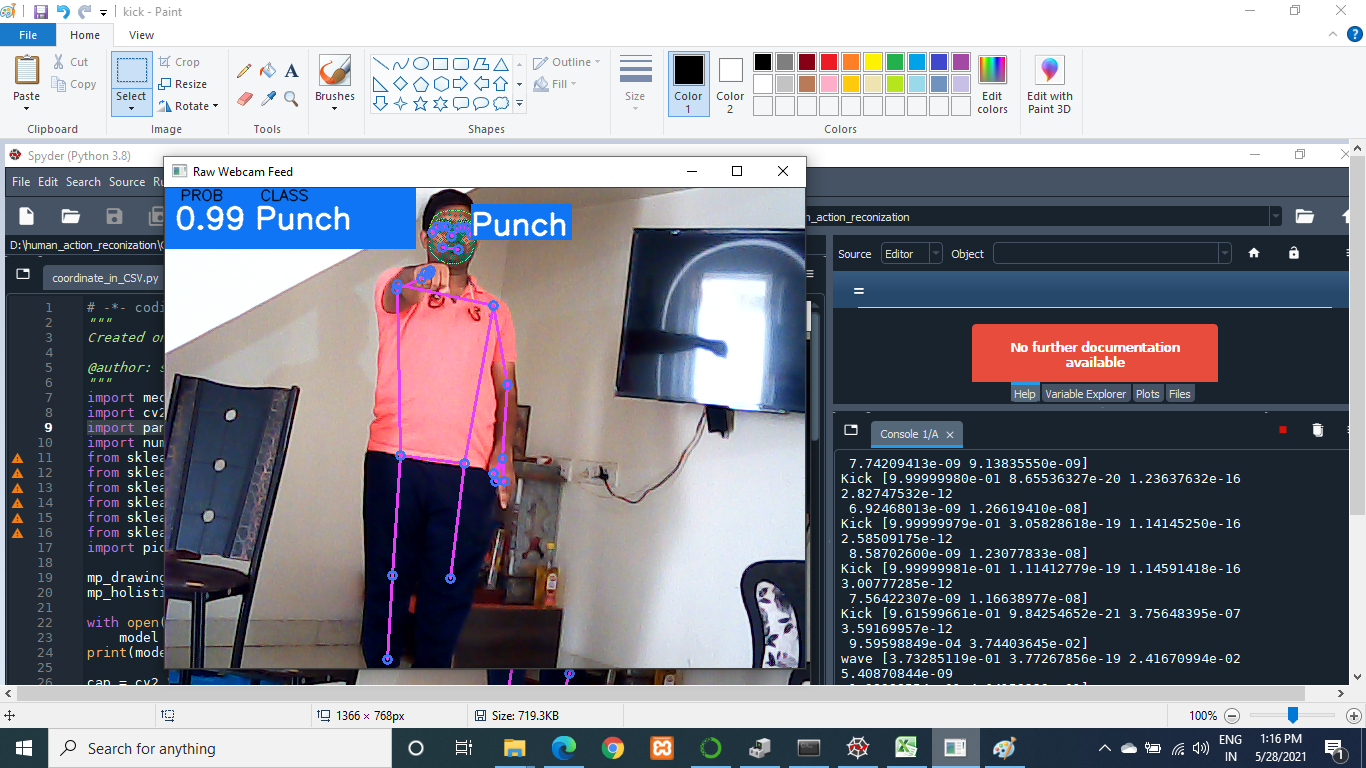 kick - Paint
File
Home
View
Paste
Cut
Copy
Clipboard
Select
Crop
Resize
Rotate
Image
Tools
Brushes
Shapes
Outline
Fill
Size
Color
1
Color
2
Colors
Edit
colors
Edit with
Paint 3D
Spyder (Python 3.8)
File Edit Search Source Ru
D:\human_action_reconization\
coordinate_in_CSV.py
1 # -*- codi
2 """
3 Created on
4
5 @author: s
6 """
7 import med
8 import cv2
9 import pan
10 import num
11 from sklea
12 from sklea
13 from sklea
14 from sklea
15 from sklea
16 from sklea
17 import pic
18
19 mp_drawing
20 mp_holisti
21
22 with open(
23 model
24 print(mode
25
26 cap = cv2
Raw Webcam Feed
PROB CLASS
0.99 Punch
Punch
n_action_reconization
Source Editor Object
=
No further documentation
available
Help Variable Explorer Plots Files
Console 1/A
7.74209413e-09 9.13835550e-09]
Kick [9.99999980e-01 8.65536327e-20 1.23637632e-16
2.82747532e-12
6.92468013e-09 1.26619410e-08]
Kick [9.99999979e-01 3.05828618e-19 1.14145250e-16
2.58509175e-12
8.58702600e-09 1.23077833e-08]
Kick [9.99999981e-01 1.11412779e-19 1.14591418e-16
3.00777285e-12
7.56422307e-09 1.16638977e-08]
Kick [9.61599661e-01 9.84254652e-21 3.75648395e-07
3.59169957e-12
9.59598849e-04 3.74403645e-02]
wave [3.73285119e-01 3.77267856e-19 2.41670994e-02
5.40870844e-09
1366 × 768px
Size: 719.3KB
100%
Search for anything
ENG
IN
1:16 PM
5/28/2021
1